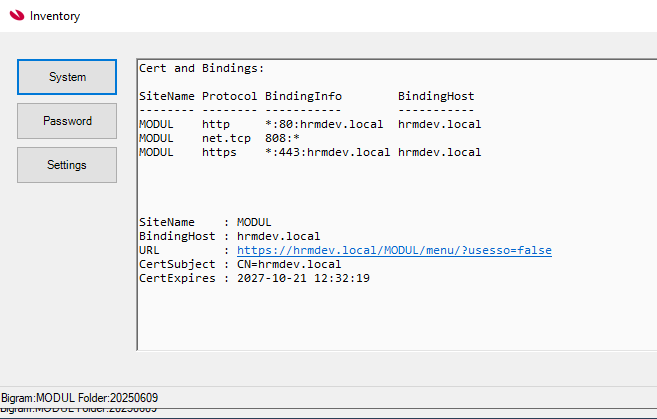 Inventory
System
Password
Settings
Cert and Bindings:
SiteName Protocol BindingInfo        BindingHost
-------- -------- -----------        -----------
MODUL    http     *:80:hrmdev.local  hrmdev.local
MODUL    net.tcp  808:*
MODUL    https    *:443:hrmdev.local hrmdev.local
SiteName    : MODUL
BindingHost : hrmdev.local
URL         : https://hrmdev.local/MODUL/menu/?usesso=false
CertSubject : CN=hrmdev.local
CertExpires : 2027-10-21 12:32:19
Bigram:MODUL Folder:20250609
Bigram:MODUL Folder:20250609